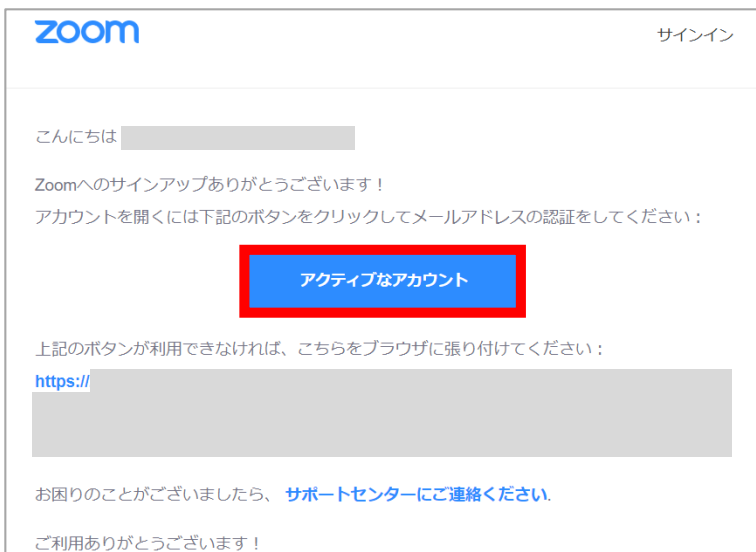 zoom
サインイン
こんにちは
Zoomへのサインアップありがとうございます！
アカウントを開くには下記のボタンをクリックしてメールアドレスの認証をしてください：
アクティブなアカウント
上記のボタンが利用できなければ、こちらをブラウザに張り付けてください：
https://
お困りのことがございましたら、 サポートセンターにご連絡ください.
ご利用ありがとうございます！